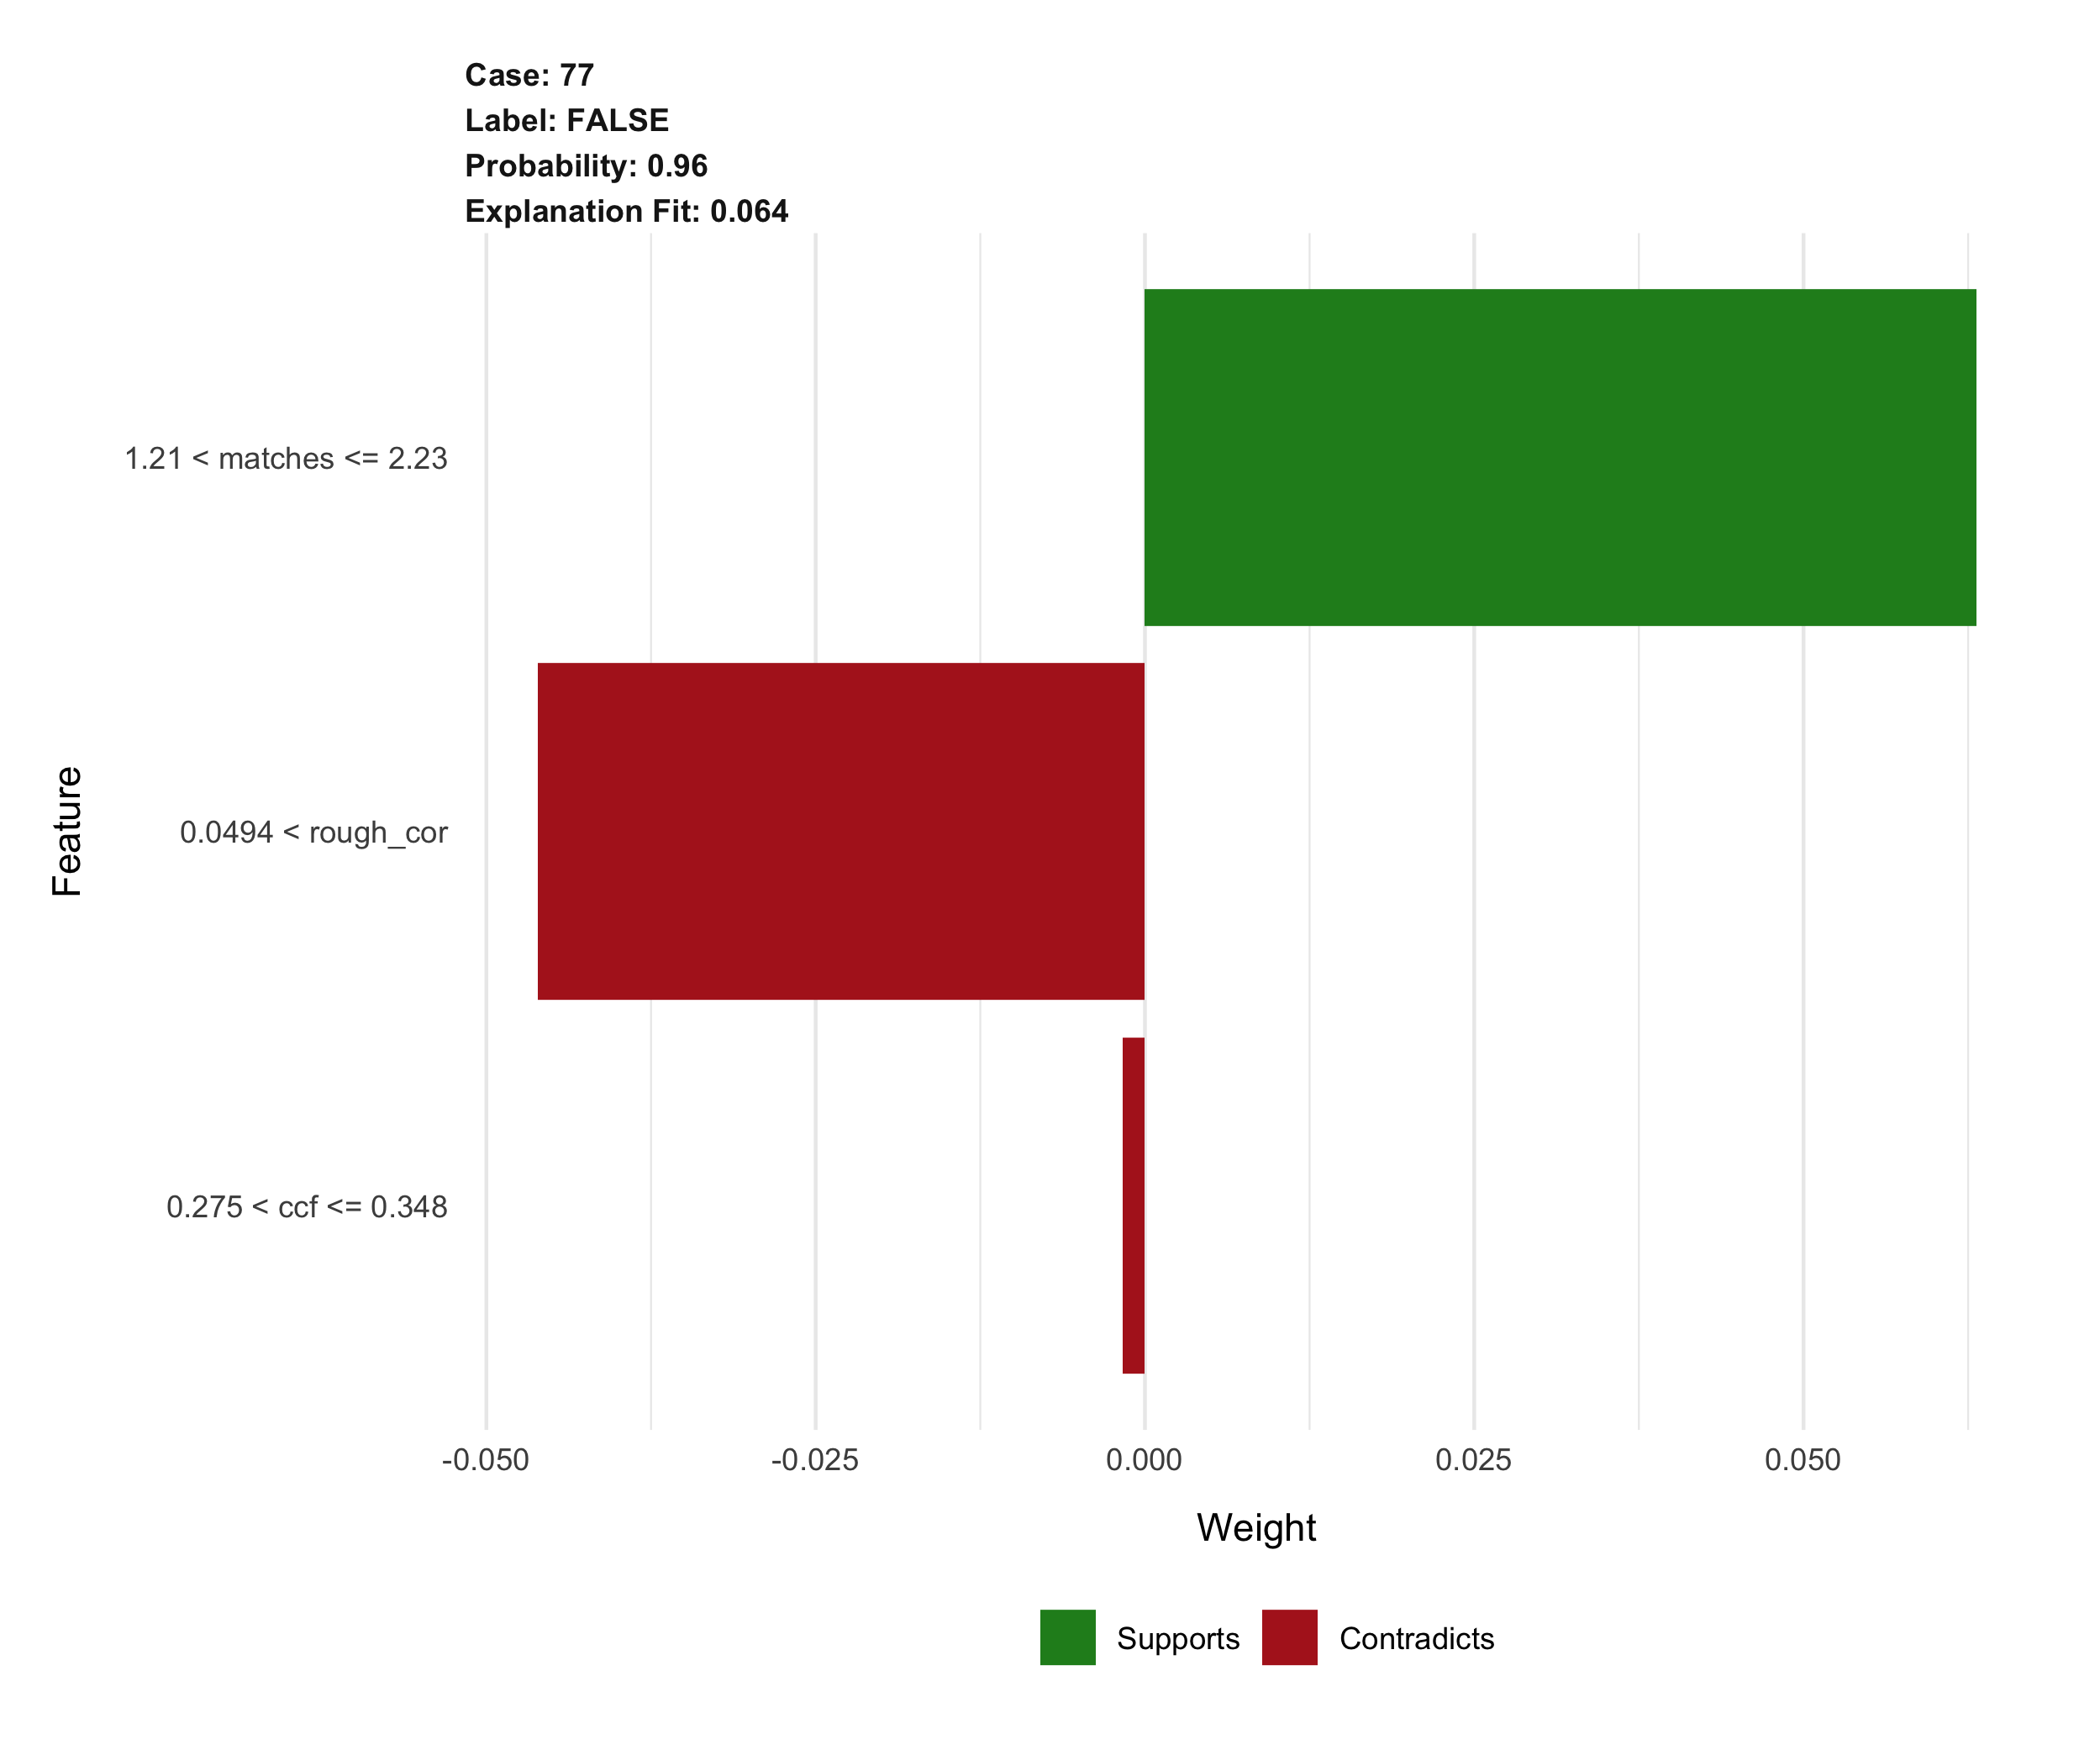 Case: 77
Label: FALSE
Probability: 0.96
Explanation Fit: 0.064
1.21 < matches <= 2.23
0.0494 < rough_cor
0.275 < ccf <= 0.348
Feature
-0.050 -0.025 0.000 0.025 0.050
Weight
Supports Contradicts